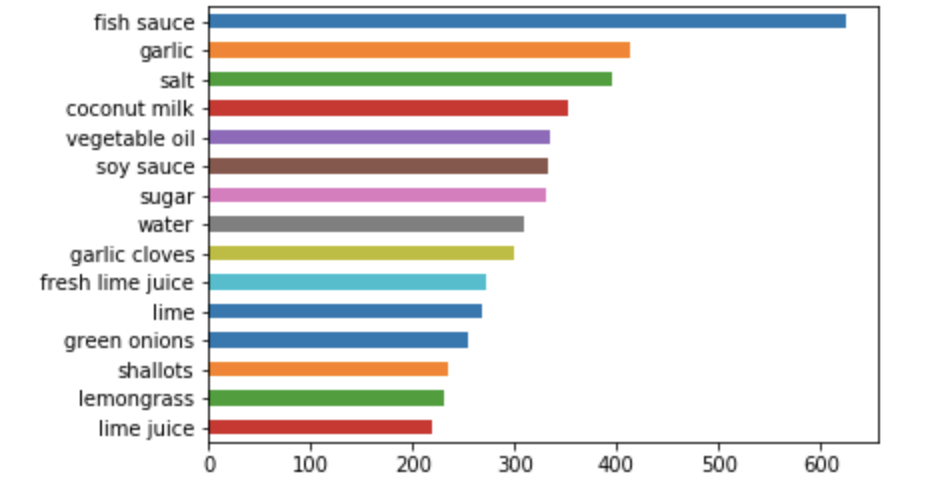 fish sauce
garlic
salt
coconut milk
vegetable oil
soy sauce
sugar
water
garlic cloves
fresh lime juice
lime
green onions
shallots
lemongrass
lime juice
0 100 200 300 400 500 600